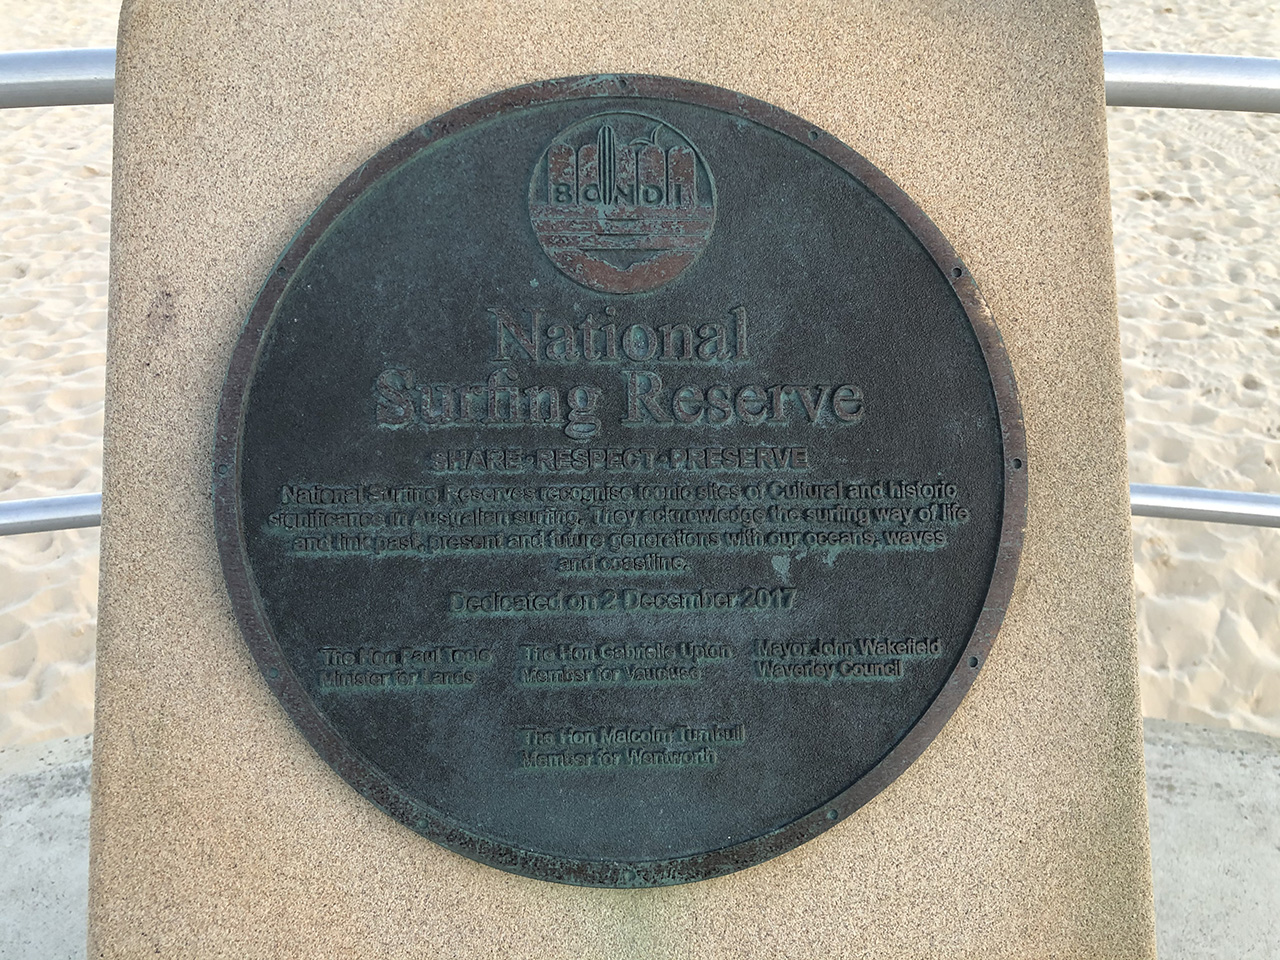 BONDI
National
Surfing Reserve
SHARE·RESPECT·PRESERVE
National Surfing Reserves recognise iconic sites of Cultural and historic
significance in Australian surfing. They acknowledge the surfing way of life
and link past, present and future generations with our oceans, waves
and coastline.
Dedicated on 2 December 2017
The Hon Paul Toole
Minister for Lands
The Hon Gabrielle Upton
Member for Vaucluse
Mayor John Wakefield
Waverley Council
The Hon Malcolm Turnbull
Member for Wentworth